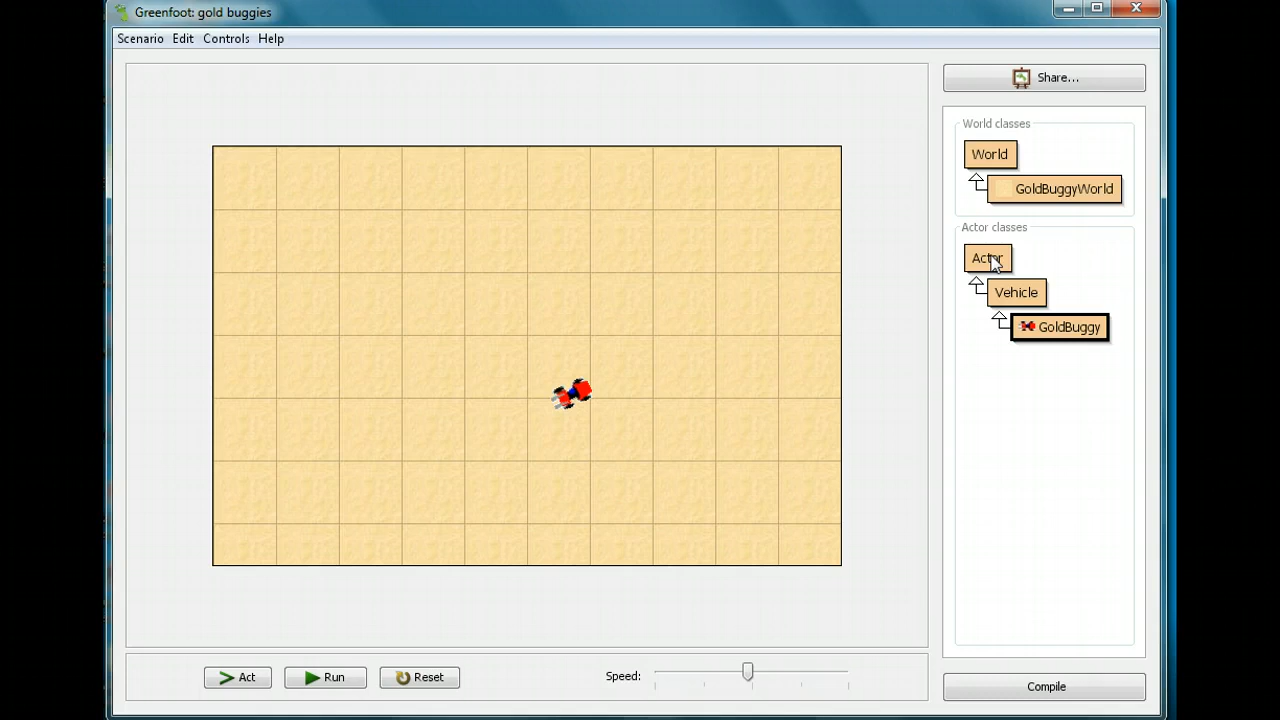 Greenfoot: gold buggies
Scenario Edit Controls Help
Share...
World classes
World
GoldBuggyWorld
Actor classes
Actor
Vehicle
GoldBuggy
Act
Run
Reset
Speed:
Compile